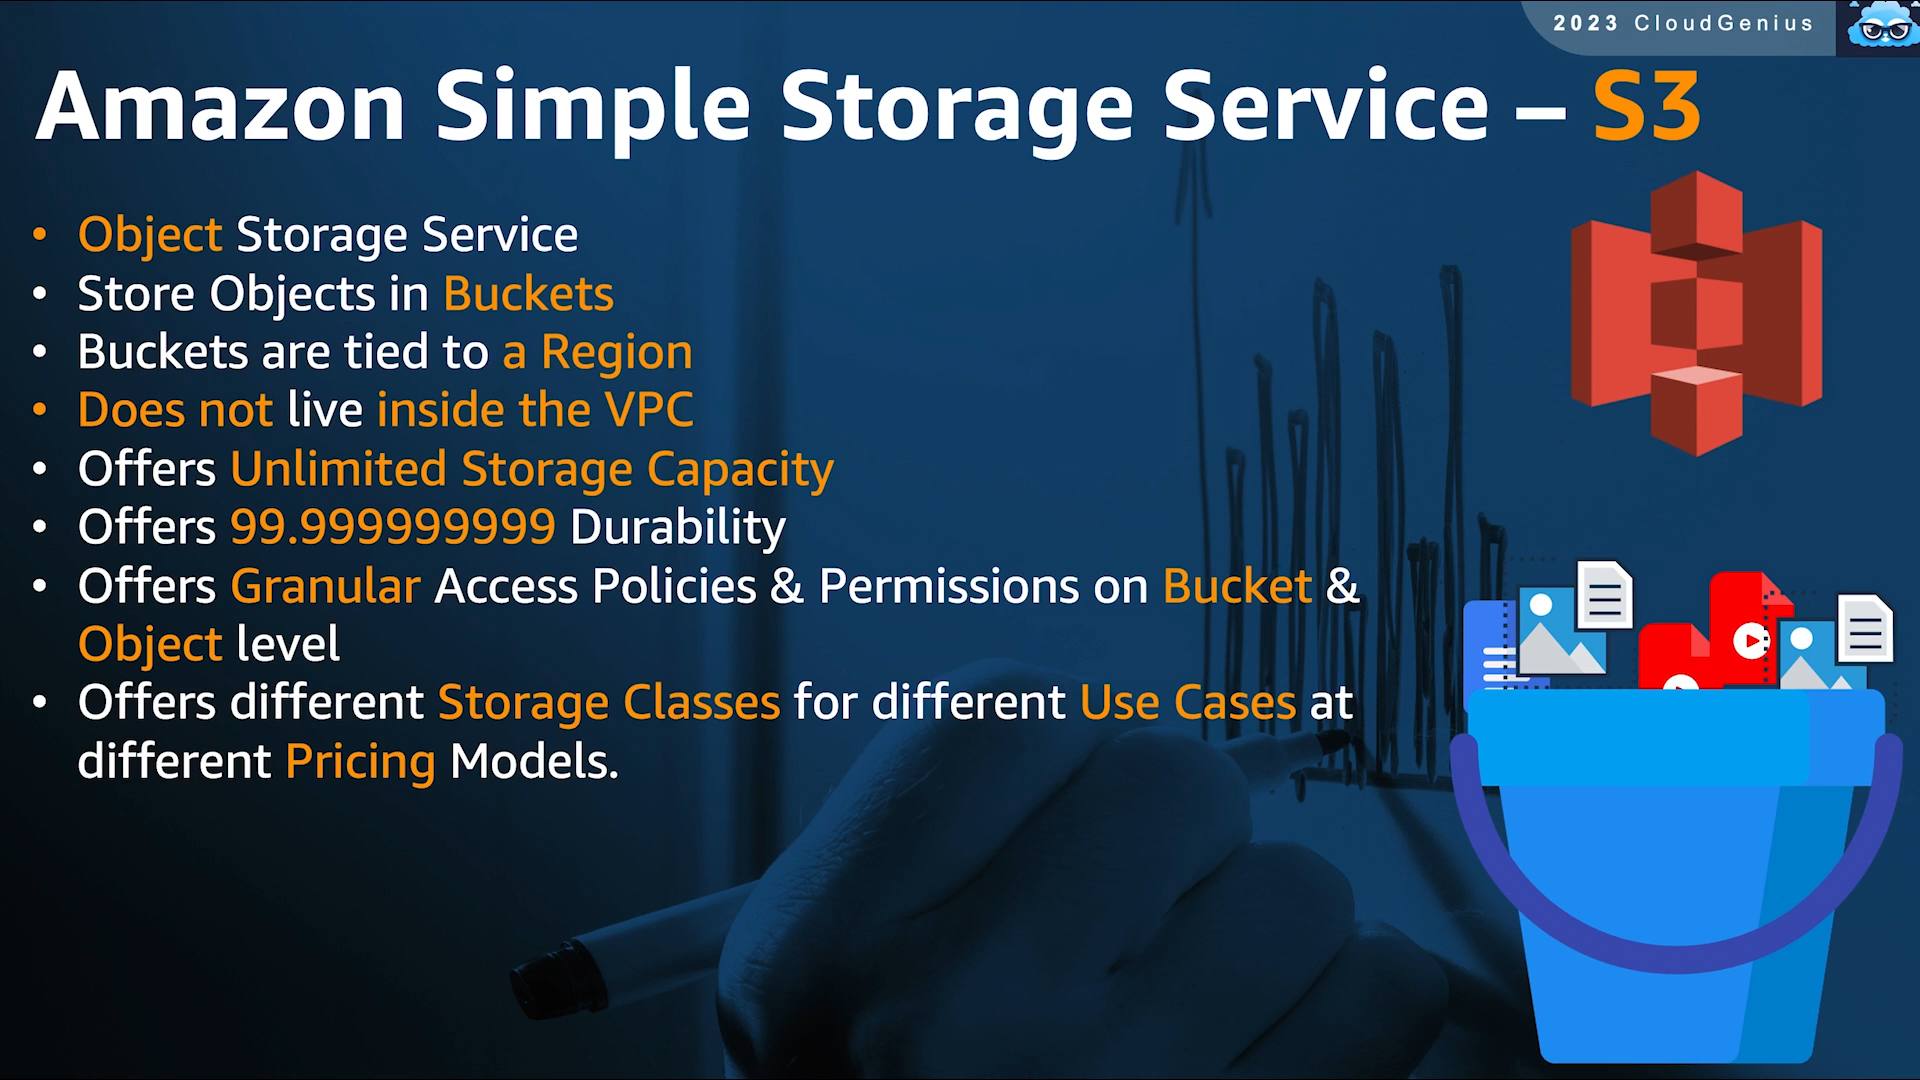 2023 CloudGenius
Amazon Simple Storage Service – S3
• Object Storage Service
• Store Objects in Buckets
• Buckets are tied to a Region
• Does not live inside the VPC
• Offers Unlimited Storage Capacity
• Offers 99.999999999 Durability
• Offers Granular Access Policies & Permissions on Bucket &
Object level
• Offers different Storage Classes for different Use Cases at
different Pricing Models.